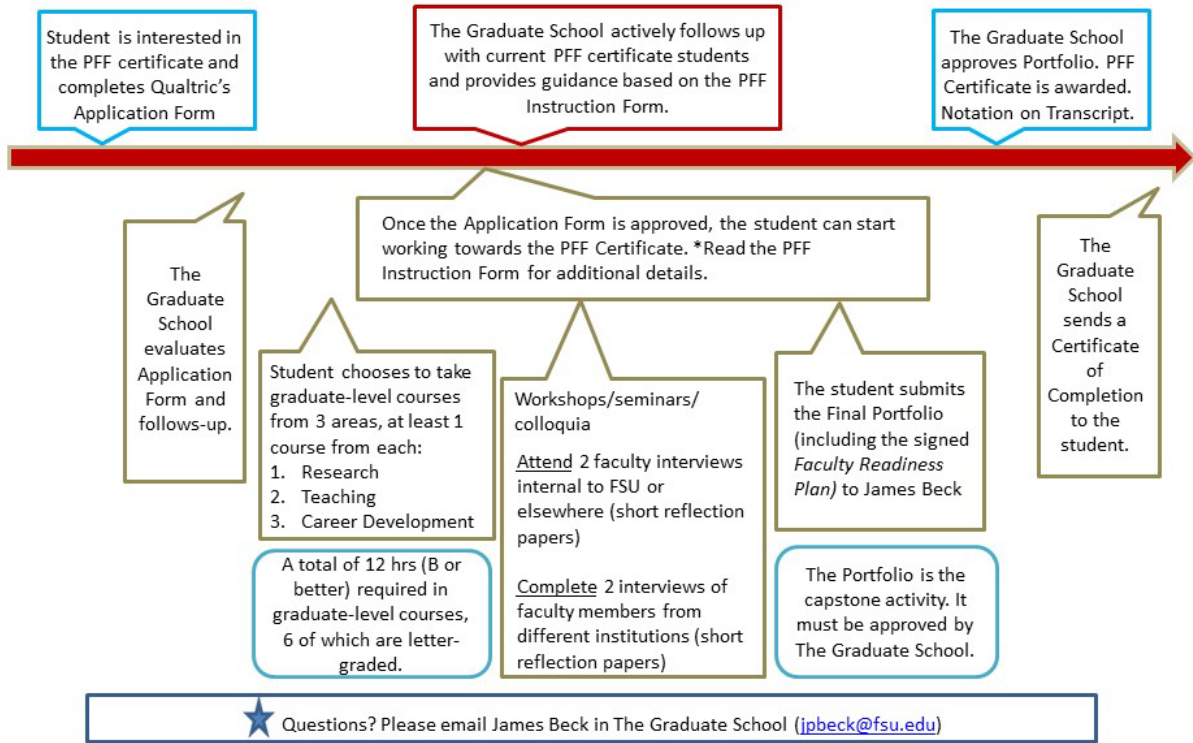 Student is interested in
the PFF certificate and
completes Qualtric's
Application Form
The Graduate School actively follows up
with current PFF certificate students
and provides guidance based on the PFF
Instruction Form.
The Graduate School
approves Portfolio. PFF
Certificate is awarded.
Notation on Transcript.
The
Graduate
School
evaluates
Application
Form and
follows-up.
Once the Application Form is approved, the student can start
working towards the PFF Certificate. *Read the PFF
Instruction Form for additional details.
Student chooses to take
graduate-level courses
from 3 areas, at least 1
course from each:
1. Research
2. Teaching
3. Career Development
A total of 12 hrs (B or
better) required in
graduate-level courses,
6 of which are letter-
graded.
Workshops/seminars/
colloquia
Attend 2 faculty interviews
internal to FSU or
elsewhere (short reflection
papers)
Complete 2 interviews of
faculty members from
different institutions (short
reflection papers)
The student submits
the Final Portfolio
(including the signed
Faculty Readiness
Plan) to James Beck
The Portfolio is the
capstone activity. It
must be approved by
The Graduate School.
The
Graduate
School
sends a
Certificate
of
Completion
to the
student.
Questions? Please email James Beck in The Graduate School (jpbeck@fsu.edu)